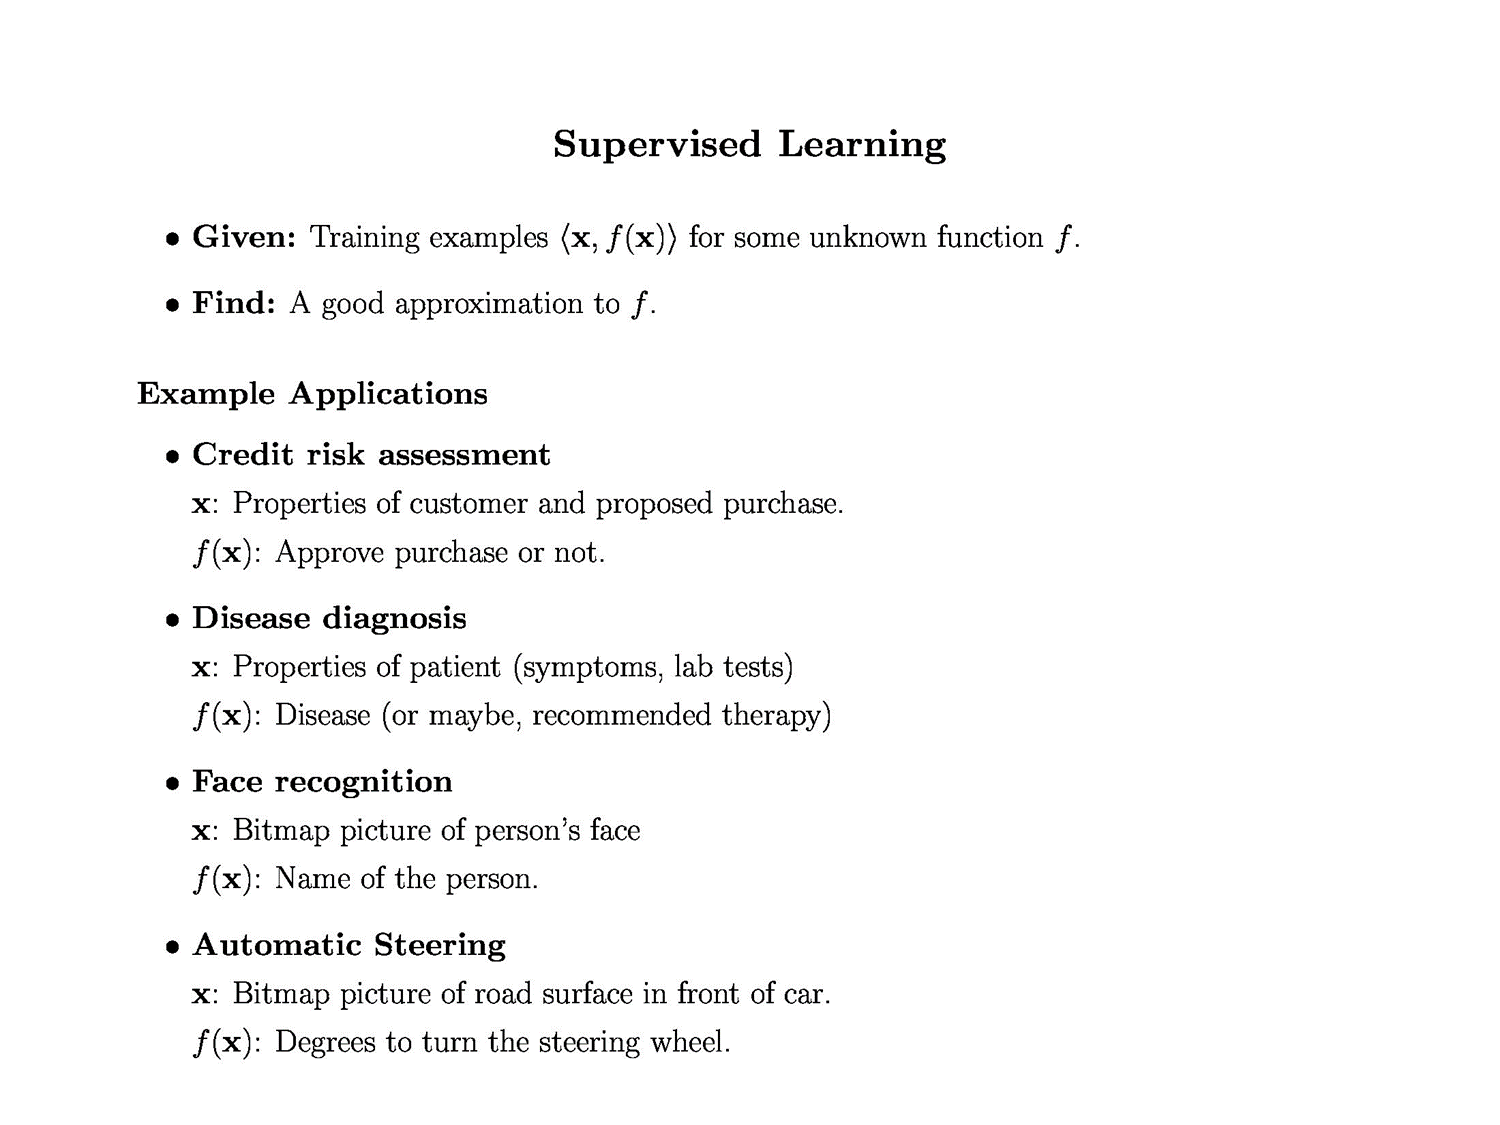 Supervised Learning
• Given: Training examples ⟨x, f(x)⟩ for some unknown function f.
• Find: A good approximation to f.
Example Applications
• Credit risk assessment
x: Properties of customer and proposed purchase.
f(x): Approve purchase or not.
• Disease diagnosis
x: Properties of patient (symptoms, lab tests)
f(x): Disease (or maybe, recommended therapy)
• Face recognition
x: Bitmap picture of person's face
f(x): Name of the person.
• Automatic Steering
x: Bitmap picture of road surface in front of car.
f(x): Degrees to turn the steering wheel.